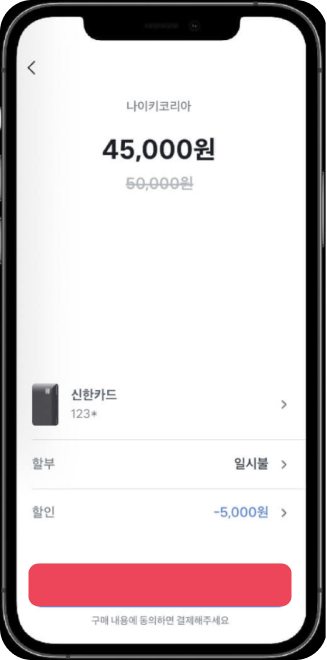 나이키코리아
45,000원
50,000원
신한카드
123*
할부 일시불
할인 -5,000원
구매 내용에 동의하면 결제해주세요